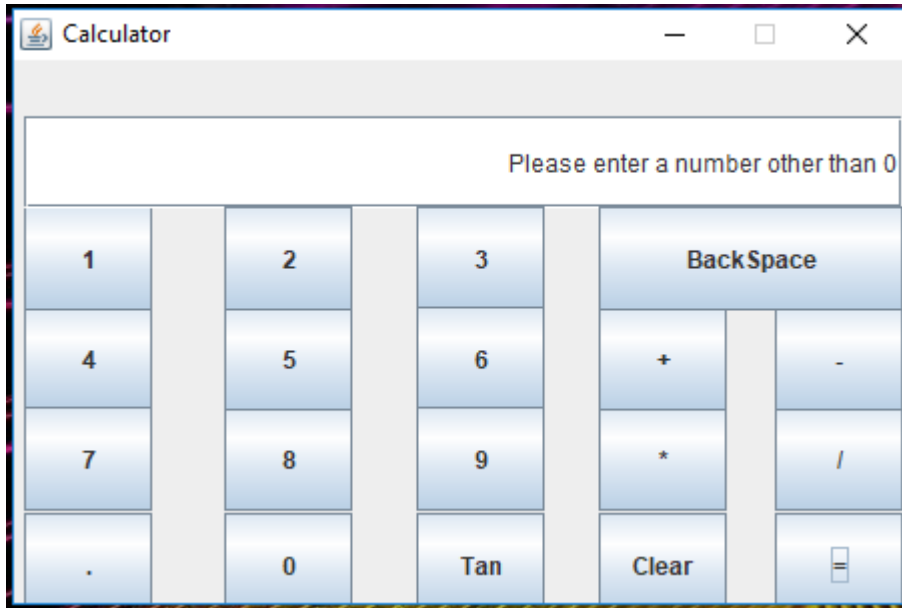 Calculator
Please enter a number other than 0
1 2 3 BackSpace
4 5 6 + -
7 8 9 * /
. 0 Tan Clear =